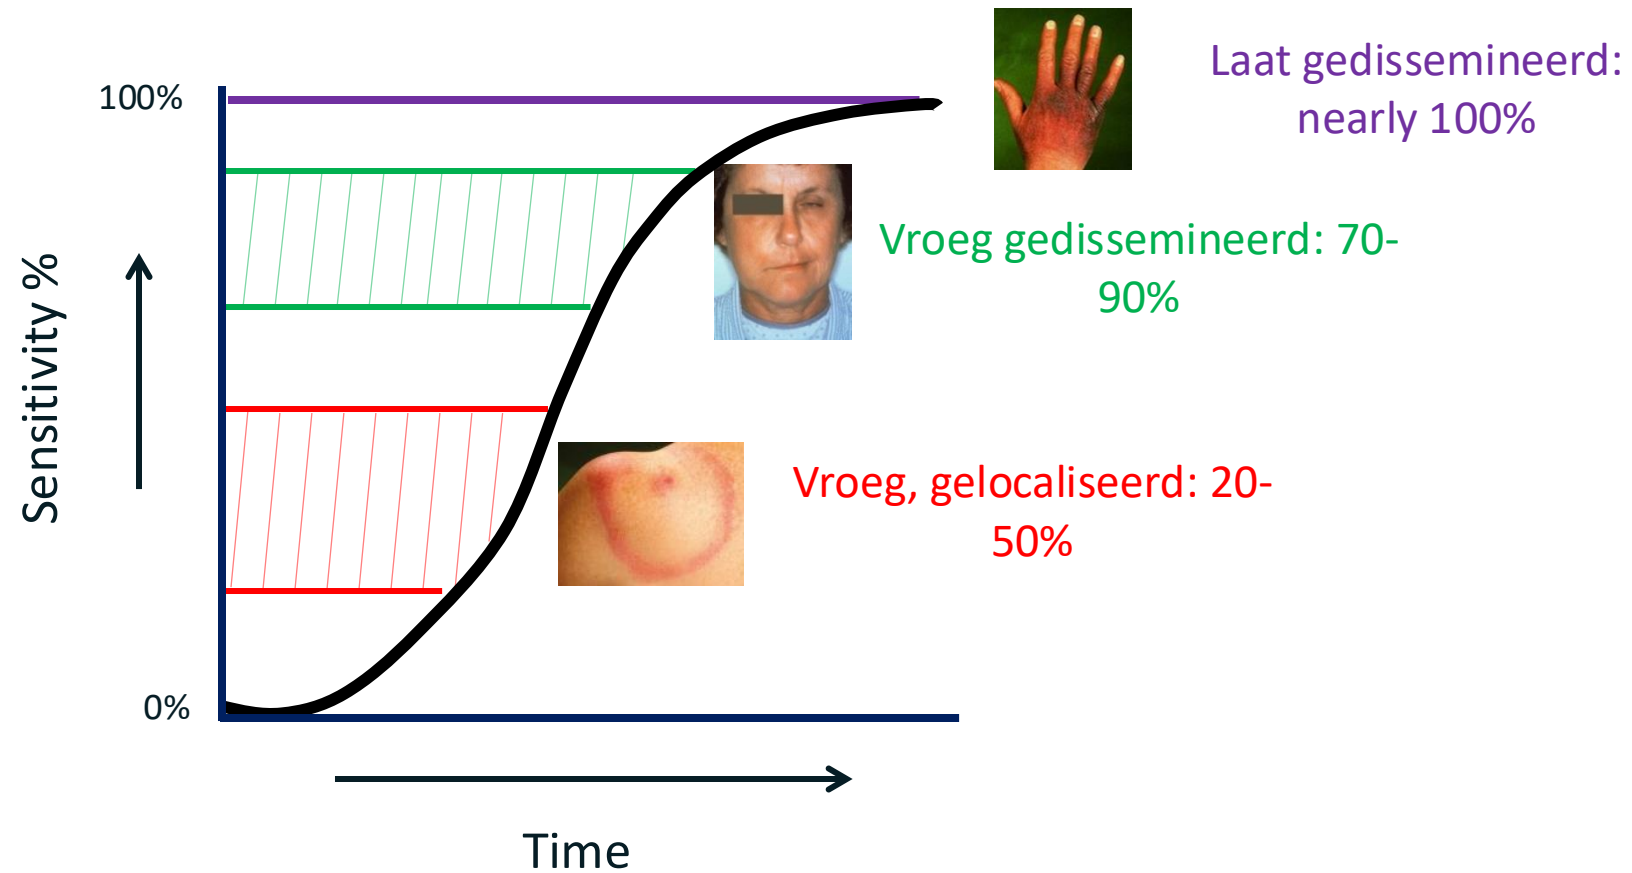 Laat gedissemineerd:
nearly 100%
100%
Vroeg gedissemineerd: 70-
90%
Sensitivity %
Vroeg, gelocaliseerd: 20-
50%
0%
Time